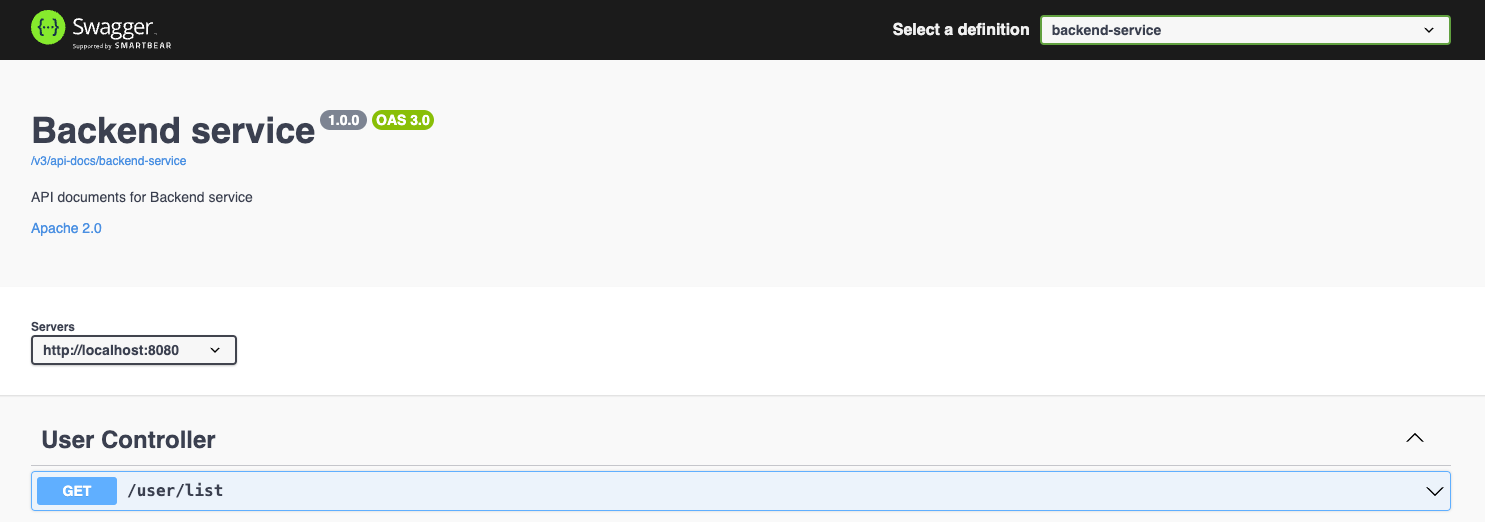 Swagger
Supported by SMARTBEAR
Select a definition
backend-service
Backend service 1.0.0 OAS 3.0
/v3/api-docs/backend-service
API documents for Backend service
Apache 2.0
Servers
http://localhost:8080
User Controller
GET /user/list